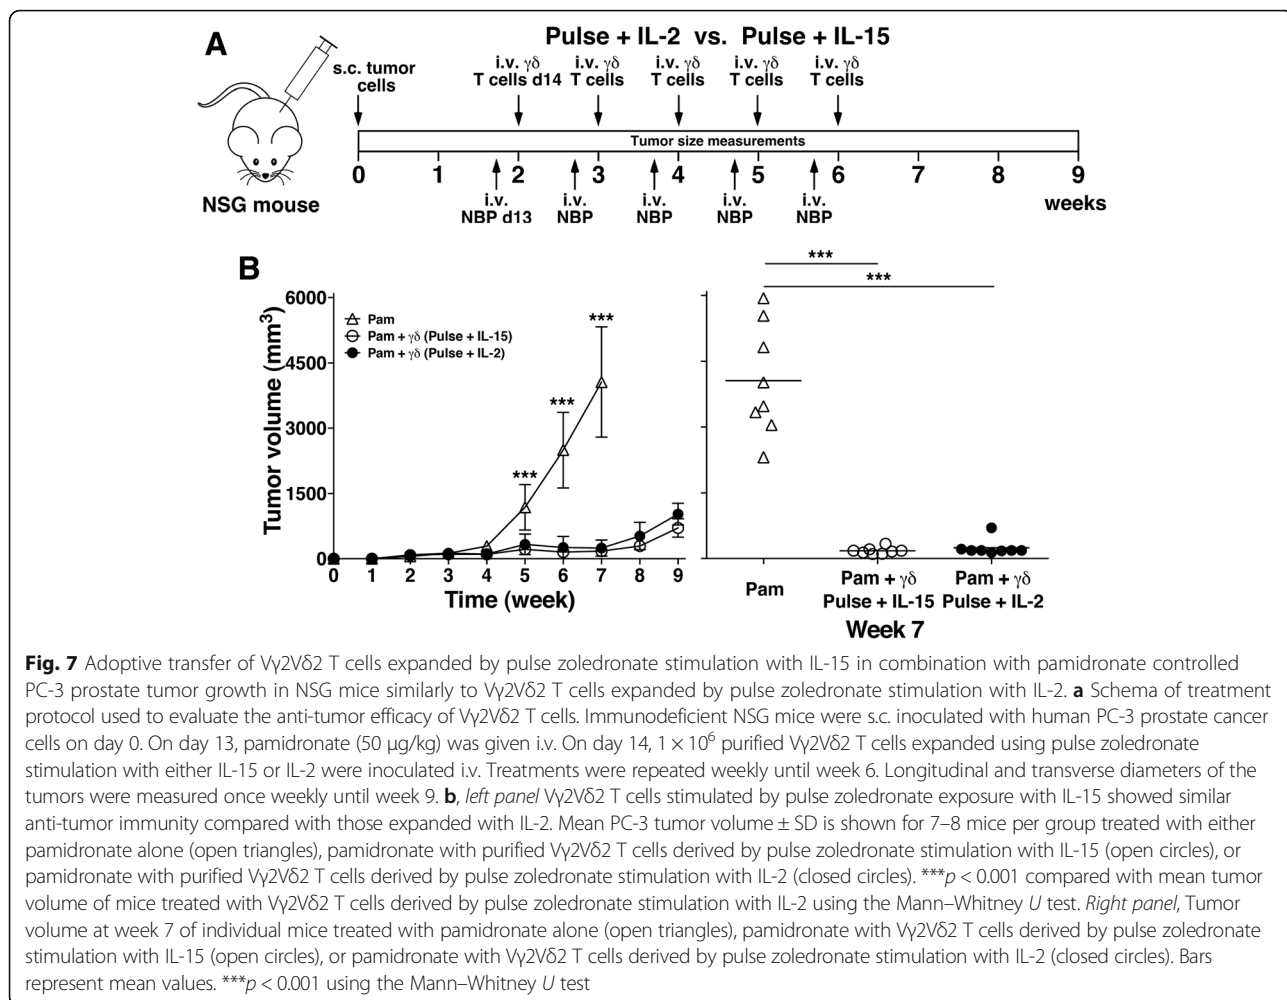 A
Pulse + IL-2 vs. Pulse + IL-15
s.c. tumor
cells
i.v. γδ
T cells d14
i.v. γδ
T cells
i.v. γδ
T cells
i.v. γδ
T cells
i.v. γδ
T cells
Tumor size measurements
0 1 2 3 4 5 6 7 8 9
NSG mouse
i.v.
NBP d13
i.v.
NBP
i.v.
NBP
i.v.
NBP
i.v.
NBP
weeks
B
Tumor volume (mm³)
6000
4500
3000
1500
0
Pam
Pam + γδ (Pulse + IL-15)
Pam + γδ (Pulse + IL-2)
***
***
***
0 1 2 3 4 5 6 7 8 9
Time (week)
***
***
Pam
Pam + γδ
Pulse + IL-15
Pam + γδ
Pulse + IL-2
Week 7
Fig. 7 Adoptive transfer of Vγ2Vδ2 T cells expanded by pulse zoledronate stimulation with IL-15 in combination with pamidronate controlled
PC-3 prostate tumor growth in NSG mice similarly to Vγ2Vδ2 T cells expanded by pulse zoledronate stimulation with IL-2. a Schema of treatment
protocol used to evaluate the anti-tumor efficacy of Vγ2Vδ2 T cells. Immunodeficient NSG mice were s.c. inoculated with human PC-3 prostate cancer
cells on day 0. On day 13, pamidronate (50 μg/kg) was given i.v. On day 14, 1 × 10⁶ purified Vγ2Vδ2 T cells expanded using pulse zoledronate
stimulation with either IL-15 or IL-2 were inoculated i.v. Treatments were repeated weekly until week 6. Longitudinal and transverse diameters of the
tumors were measured once weekly until week 9. b, left panel Vγ2Vδ2 T cells stimulated by pulse zoledronate exposure with IL-15 showed similar
anti-tumor immunity compared with those expanded with IL-2. Mean PC-3 tumor volume ± SD is shown for 7–8 mice per group treated with either
pamidronate alone (open triangles), pamidronate with purified Vγ2Vδ2 T cells derived by pulse zoledronate stimulation with IL-15 (open circles), or
pamidronate with purified Vγ2Vδ2 T cells derived by pulse zoledronate stimulation with IL-2 (closed circles). ***p < 0.001 compared with mean tumor
volume of mice treated with Vγ2Vδ2 T cells derived by pulse zoledronate stimulation with IL-2 using the Mann–Whitney U test. Right panel, Tumor
volume at week 7 of individual mice treated with pamidronate alone (open triangles), pamidronate with Vγ2Vδ2 T cells derived by pulse zoledronate
stimulation with IL-15 (open circles), or pamidronate with Vγ2Vδ2 T cells derived by pulse zoledronate stimulation with IL-2 (closed circles). Bars
represent mean values. ***p < 0.001 using the Mann–Whitney U test